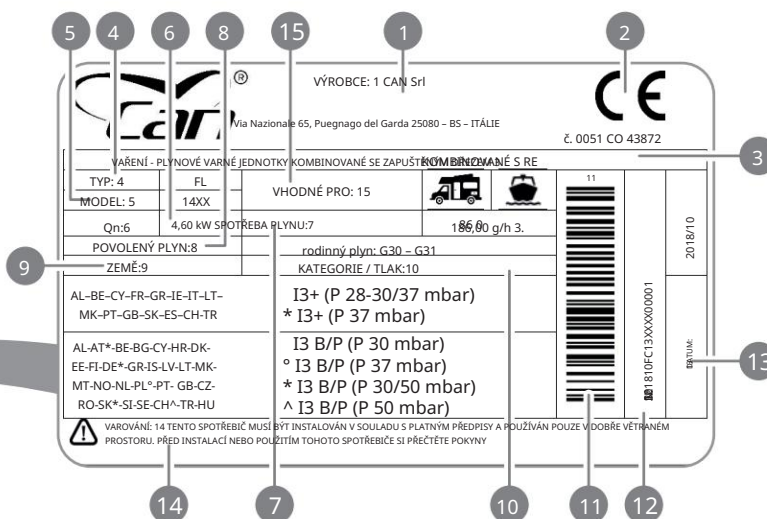 5 4 6 8 15 1 2
Can ®
VÝROBCE: 1 CAN Srl
Via Nazionale 65, Puegnago del Garda 25080 – BS – ITÁLIE
CE
č. 0051 CO 43872
VAŘENÍ - PLYNOVÉ VARNÉ JEDNOTKY KOMBINOVANÉ SE
3
TYP: 4 FL
VHODNÉ PRO: 15
11
MODEL: 5 14XX
Qn:6 4,60 kW SPOTŘEBA PLYNU:7
POVOLENÝ PLYN:8 rodinný plyn: G30 – G31
9
ZEMĚ:9 KATEGORIE / TLAK:10
2018/10
AL–BE–CY–FR–GR–IE–IT–LT– I3+ (P 28-30/37 mbar)
MK–PT–GB–SK–ES–CH-TR * I3+ (P 37 mbar)
AL-AT*-BE-BG-CY-HR-DK- I3 B/P (P 30 mbar)
EE-FI-DE*-GR-IS-LV-LT-MK- ° I3 B/P (P 37 mbar)
MT-NO-NL-PL°-PT- GB-CZ- * I3 B/P (P 30/50 mbar)
RO-SK*-SI-SE-CH^-TR-HU ^ I3 B/P (P 50 mbar)
1810FC13XXXX00001
13
VAROVÁNÍ: 14 TENTO SPOTŘEBIČ MUSÍ BÝT INSTALOVÁN V SOULADU S PLATNÝM PŘEDPISY A POUŽÍVÁN POUZE V DOBŘE VĚTRANÉM
PROSTORU. PŘED INSTALACÍ NEBO POUŽITÍM TOHOTO SPOTŘEBIČE SI PŘEČTĚTE POKYNY
14 7 10 11 12